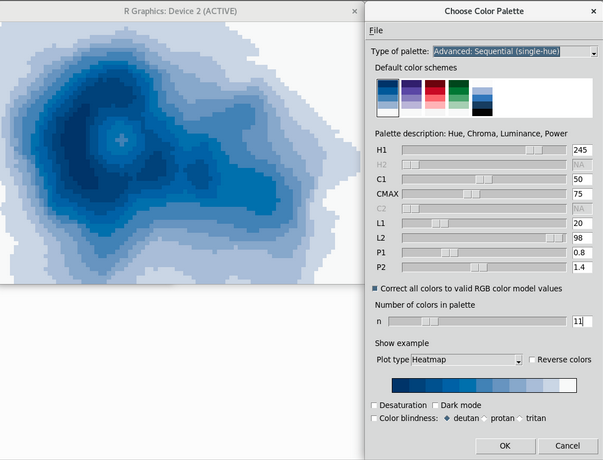 R Graphics: Device 2 (ACTIVE)
×
Choose Color Palette
×
File
Type of palette: Advanced: Sequential (single-hue)
Default color schemes
Palette description: Hue, Chroma, Luminance, Power
H1 245
H2 NA
C1 50
CMAX 75
C2 NA
L1 20
L2 98
P1 0.8
P2 1.4
Correct all colors to valid RGB color model values
Number of colors in palette
n 11
Show example
Plot type Heatmap Reverse colors
Desaturation Dark mode
Color blindness: deutan protan tritan
OK Cancel